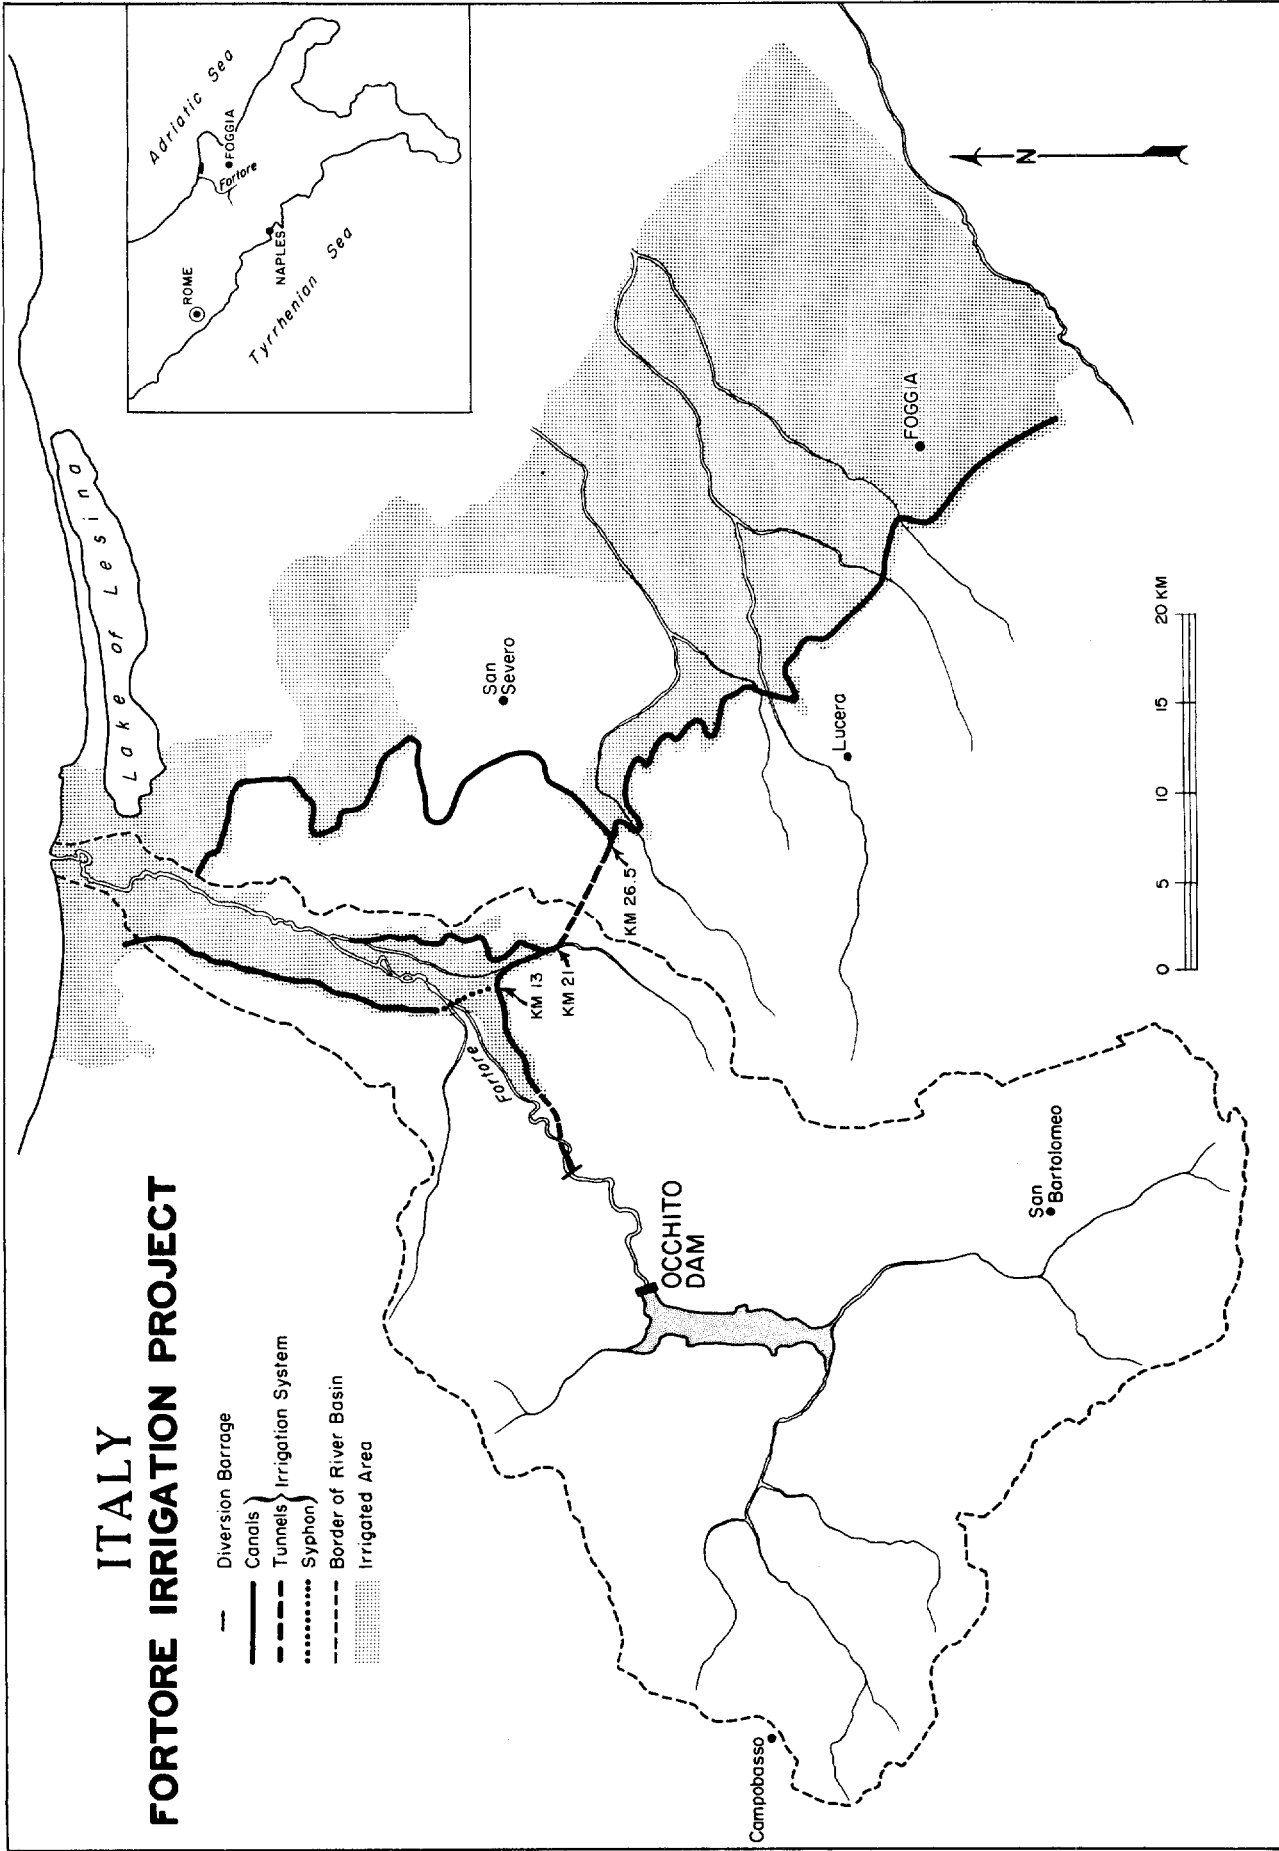 ITALY
FORTORE IRRIGATION PROJECT
Diversion Barrage
Canals
Tunnels
Syphon
Irrigation System
Border of River Basin
Irrigated Area
Adriatic Sea
FOGGIA
Fortore
ROME
NAPLES
Tyrrhenian Sea
Lake of Lesina
San
Severo
FOGGIA
Lucera
KM 26.5
KM 21
KM 13
Fortore
OCCHITO
DAM
San
Bartolomeo
Campobasso
N
0 5 10 15 20 KM